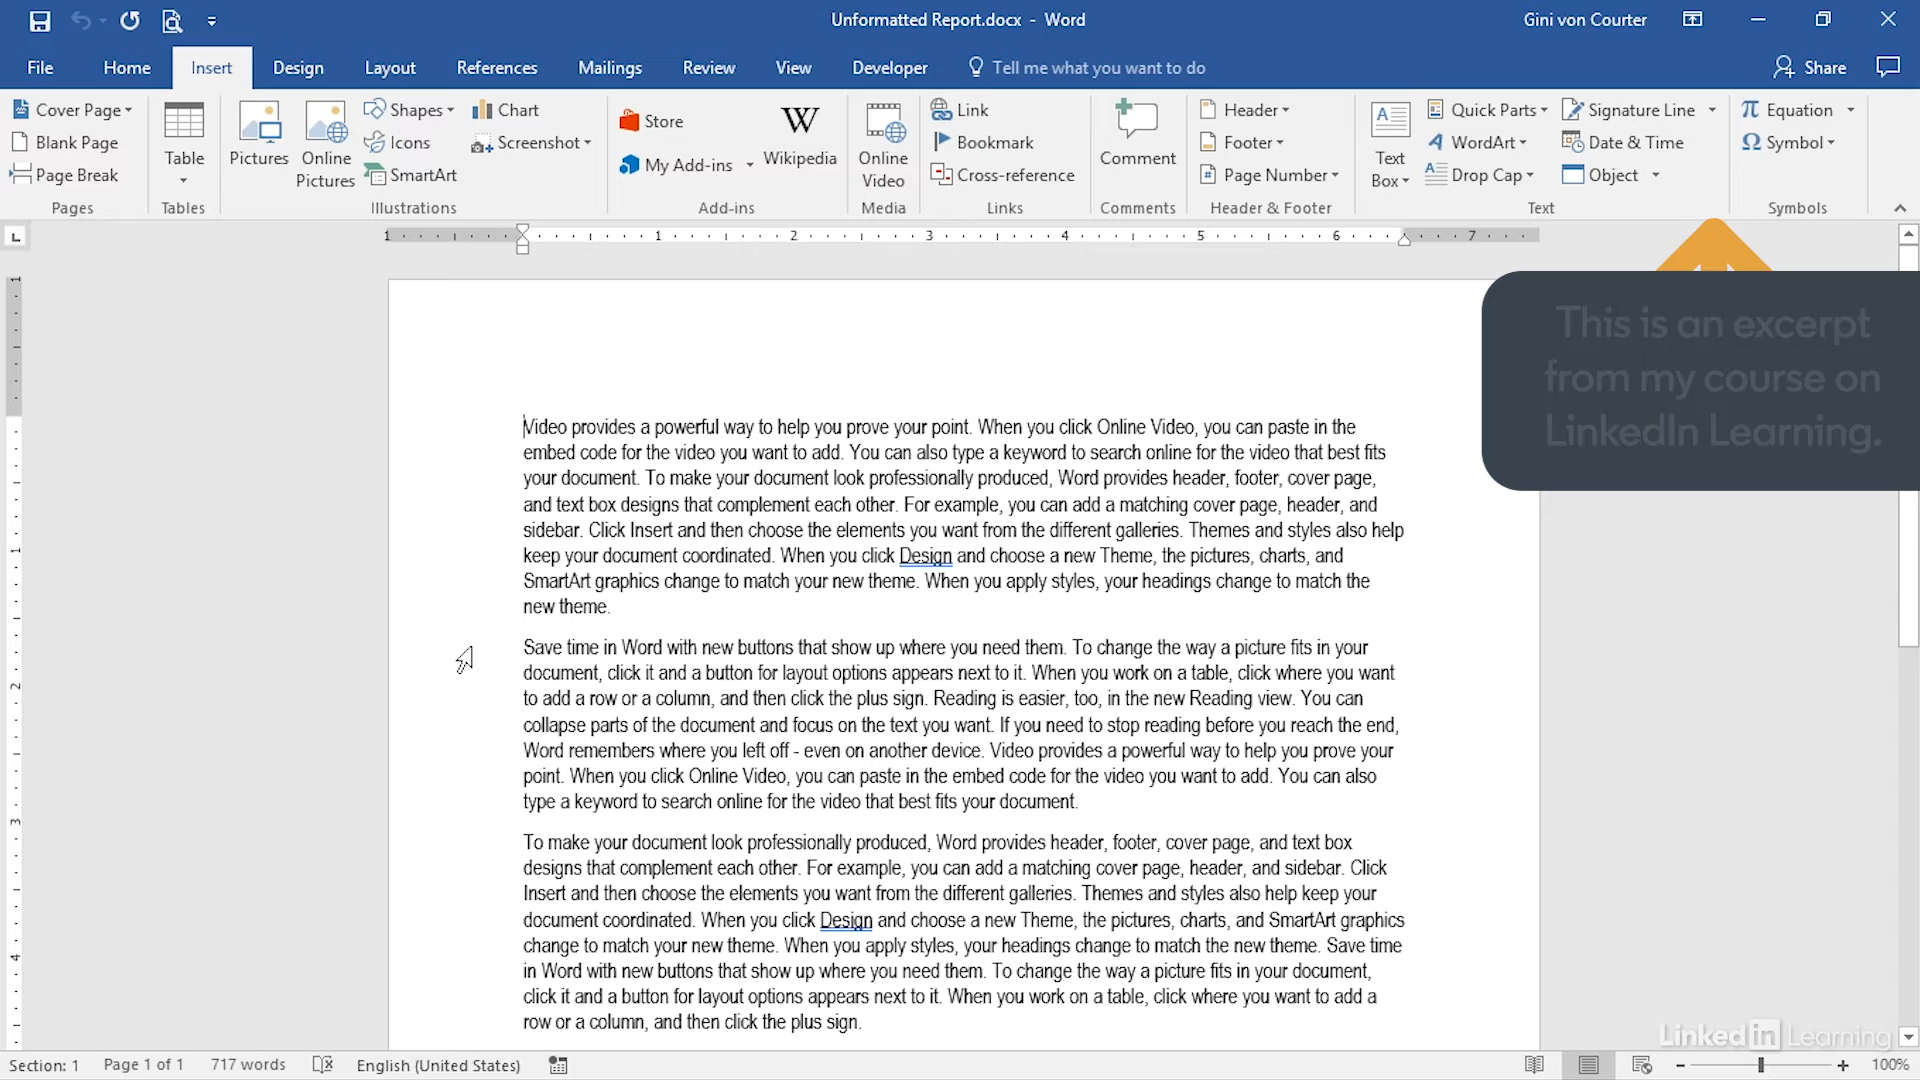 Unformatted Report.docx - Word
Gini von Courter
File Home Insert Design Layout References Mailings Review View Developer Tell me what you want to do Share
Cover Page
Blank Page
Page Break
Pages
Table
Tables
Pictures
Online Pictures
Shapes
Icons
SmartArt
Chart
Screenshot
Illustrations
Store
My Add-ins
Wikipedia
Add-ins
Online Video
Media
Link
Bookmark
Cross-reference
Links
Comment
Comments
Header
Footer
Page Number
Header & Footer
Text Box
Quick Parts
WordArt
Drop Cap
Signature Line
Date & Time
Object
Text
Equation
Symbol
Symbols
L
1 1 2 3 4 5 6 7
This is an excerpt
from my course on
LinkedIn Learning.
Video provides a powerful way to help you prove your point. When you click Online Video, you can paste in the
embed code for the video you want to add. You can also type a keyword to search online for the video that best fits
your document. To make your document look professionally produced, Word provides header, footer, cover page,
and text box designs that complement each other. For example, you can add a matching cover page, header, and
sidebar. Click Insert and then choose the elements you want from the different galleries. Themes and styles also help
keep your document coordinated. When you click Design and choose a new Theme, the pictures, charts, and
SmartArt graphics change to match your new theme. When you apply styles, your headings change to match the
new theme.
Save time in Word with new buttons that show up where you need them. To change the way a picture fits in your
document, click it and a button for layout options appears next to it. When you work on a table, click where you want
to add a row or a column, and then click the plus sign. Reading is easier, too, in the new Reading view. You can
collapse parts of the document and focus on the text you want. If you need to stop reading before you reach the end,
Word remembers where you left off - even on another device. Video provides a powerful way to help you prove your
point. When you click Online Video, you can paste in the embed code for the video you want to add. You can also
type a keyword to search online for the video that best fits your document.
To make your document look professionally produced, Word provides header, footer, cover page, and text box
designs that complement each other. For example, you can add a matching cover page, header, and sidebar. Click
Insert and then choose the elements you want from the different galleries. Themes and styles also help keep your
document coordinated. When you click Design and choose a new Theme, the pictures, charts, and SmartArt graphics
change to match your new theme. When you apply styles, your headings change to match the new theme. Save time
in Word with new buttons that show up where you need them. To change the way a picture fits in your document,
click it and a button for layout options appears next to it. When you work on a table, click where you want to add a
row or a column, and then click the plus sign.
1
1
2
3
4
LinkedIn Learning
Section: 1 Page 1 of 1 717 words English (United States) 100%